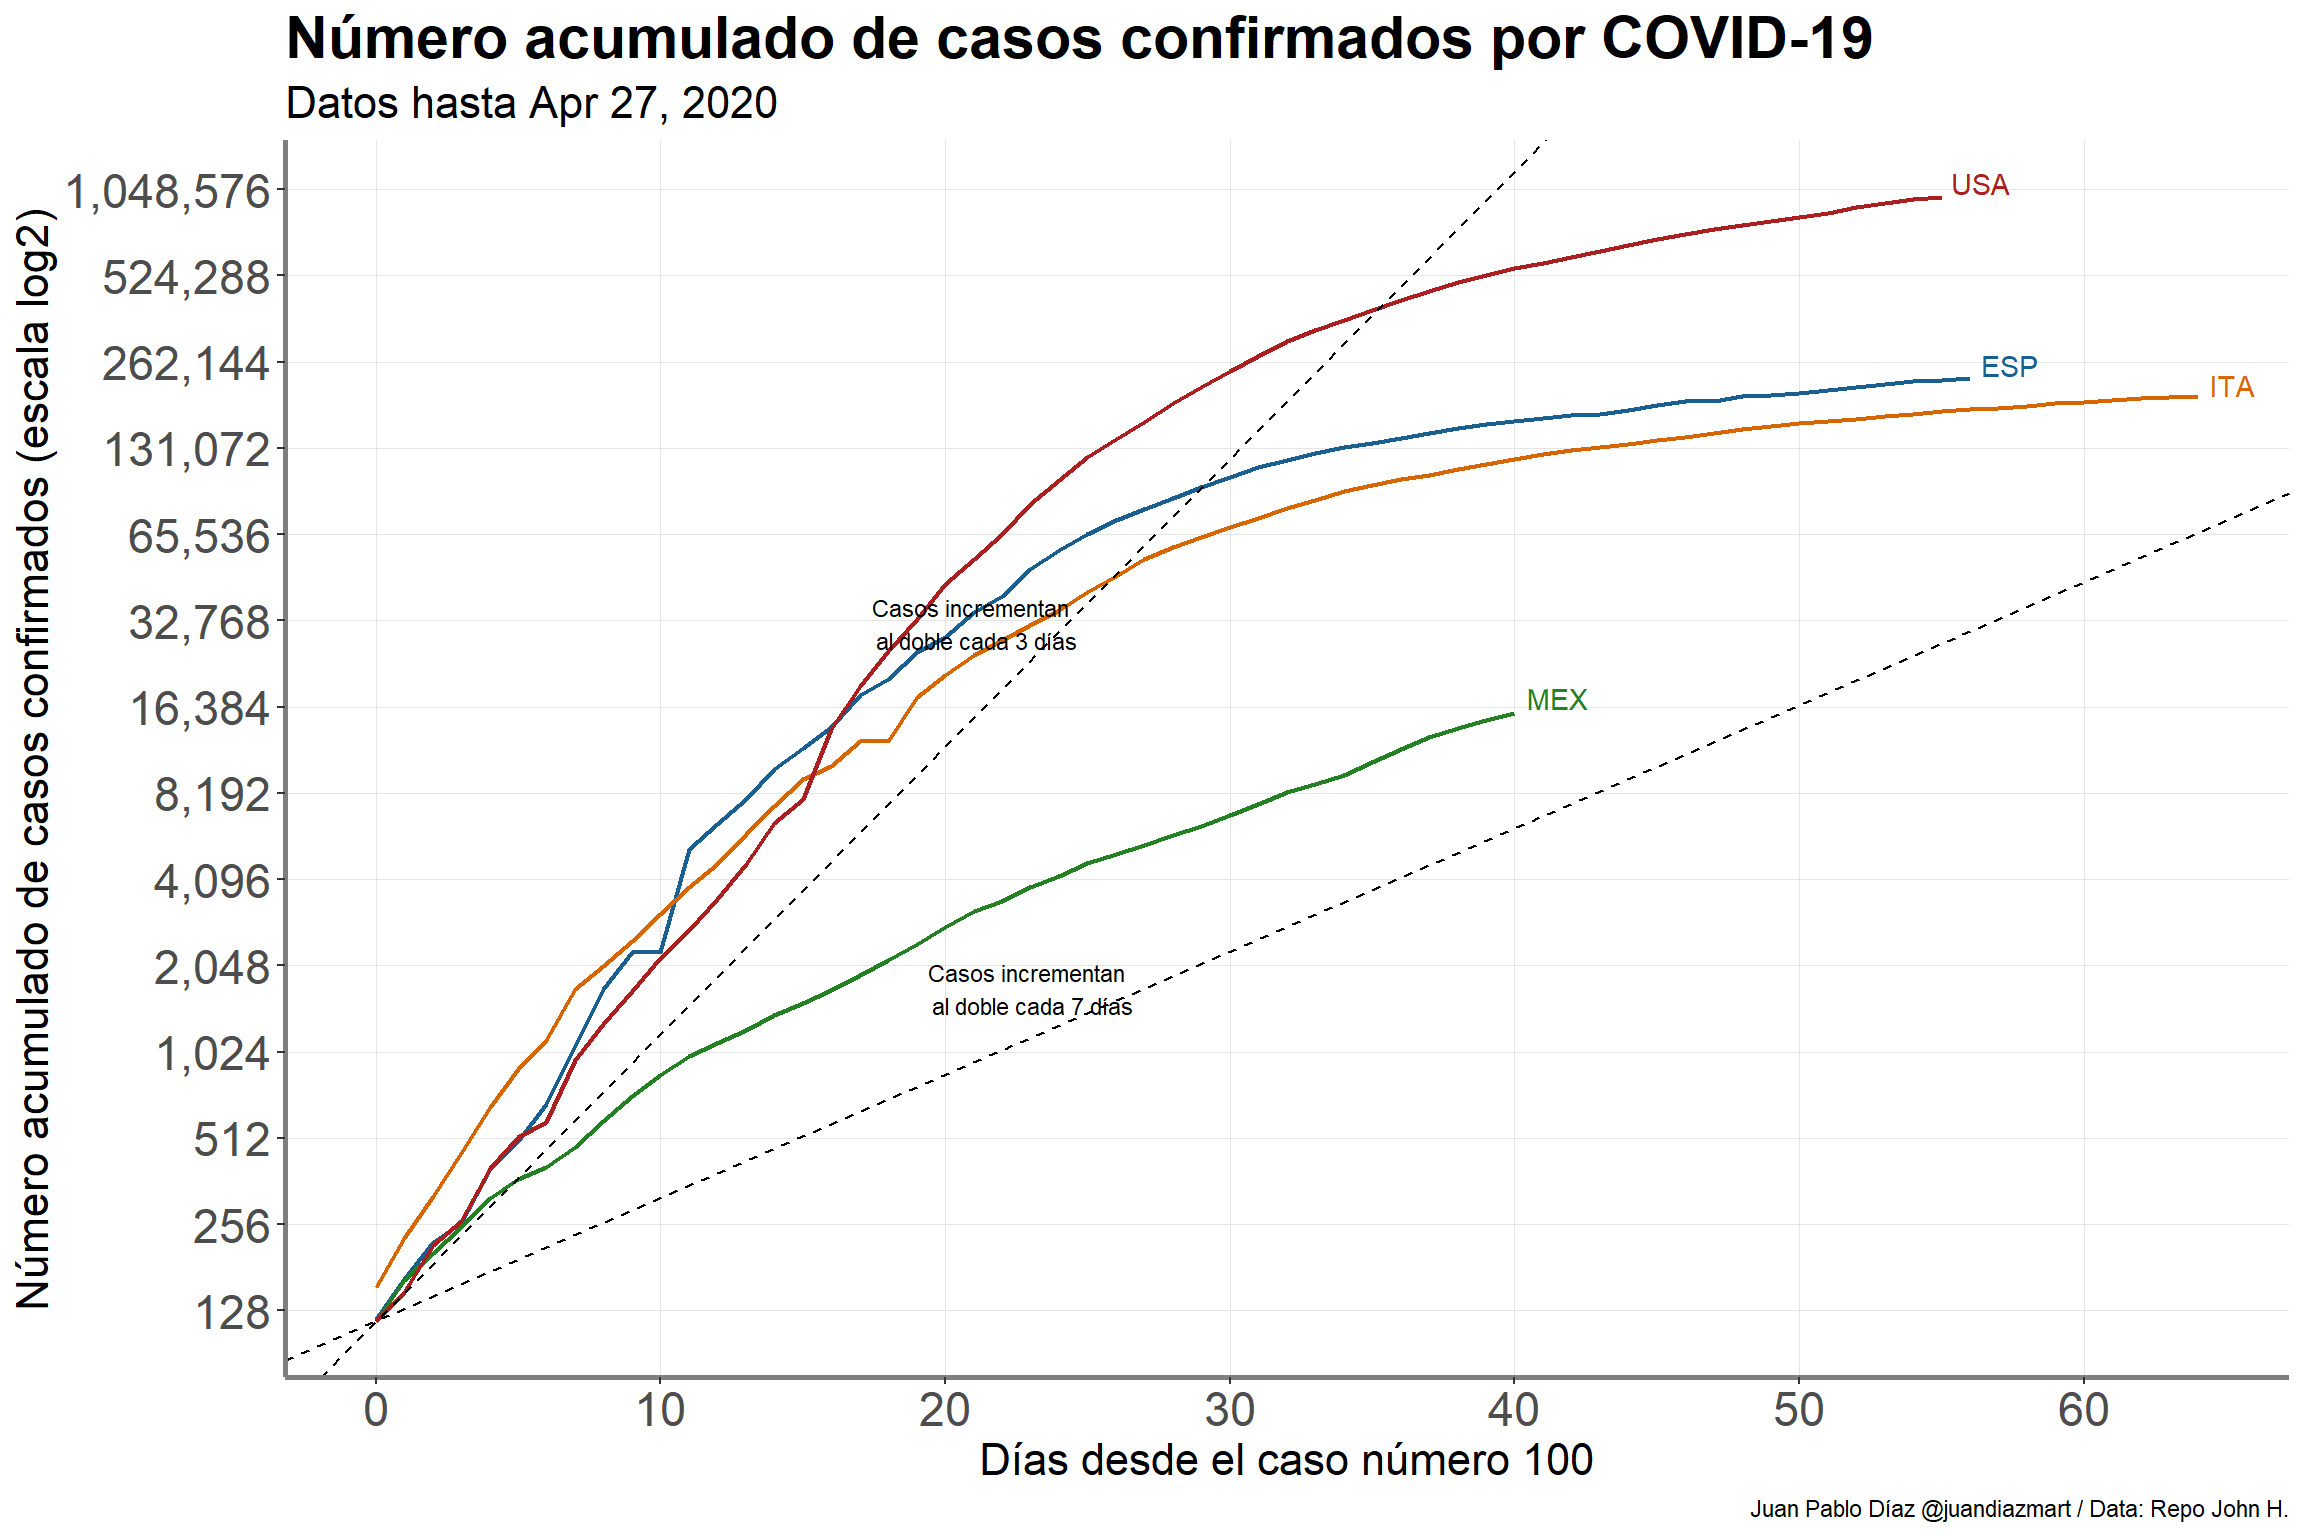 Número acumulado de casos confirmados por COVID-19
Datos hasta Apr 27, 2020
Número acumulado de casos confirmados (escala log2)
1,048,576
524,288
262,144
131,072
65,536
32,768
16,384
8,192
4,096
2,048
1,024
512
256
128
USA
ESP
ITA
MEX
Casos incrementan
al doble cada 3 días
Casos incrementan
al doble cada 7 días
0 10 20 30 40 50 60
Días desde el caso número 100
Juan Pablo Díaz @juandiazmart / Data: Repo John H.